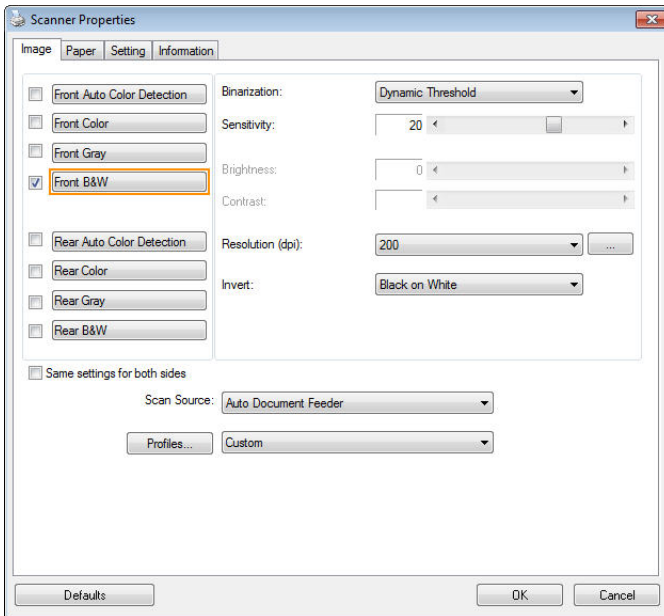 Scanner Properties
Image Paper Setting Information
Front Auto Color Detection
Front Color
Front Gray
Front B&W
Rear Auto Color Detection
Rear Color
Rear Gray
Rear B&W
Binarization: Dynamic Threshold
Sensitivity: 20
Brightness: 0
Contrast:
Resolution (dpi): 200 ...
Invert: Black on White
Same settings for both sides
Scan Source: Auto Document Feeder
Profiles... Custom
Defaults OK Cancel